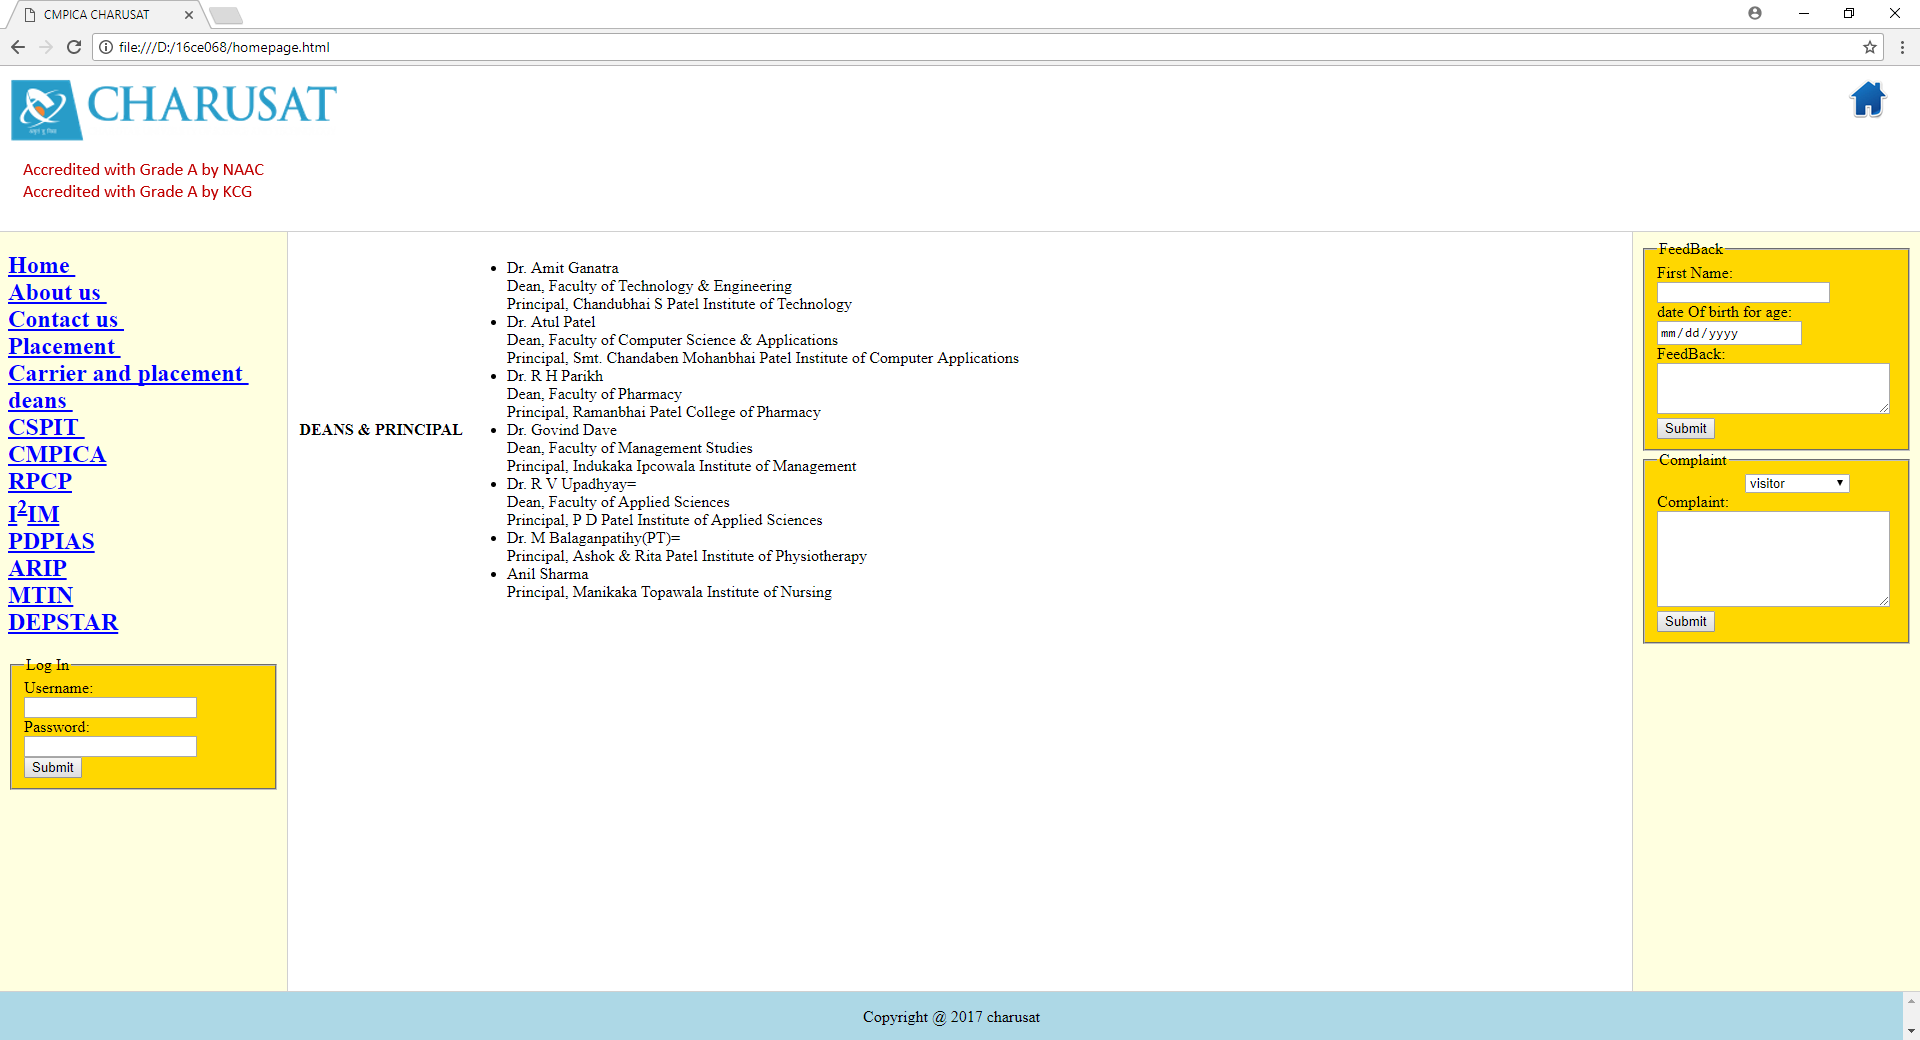 CMPICA CHARUSAT
file:///D:/16ce068/homepage.html
CHARUSAT
Accredited with Grade A by NAAC
Accredited with Grade A by KCG
Home
About us
Contact us
Placement
Carrier and placement
deans
CSPIT
CMPICA
RPCP
I²IM
PDPIAS
ARIP
MTIN
DEPSTAR
Log In
Username:
Password:
Submit
DEANS & PRINCIPAL
Dr. Amit Ganatra
Dean, Faculty of Technology & Engineering
Principal, Chandubhai S Patel Institute of Technology
Dr. Atul Patel
Dean, Faculty of Computer Science & Applications
Principal, Smt. Chandaben Mohanbhai Patel Institute of Computer Applications
Dr. R H Parikh
Dean, Faculty of Pharmacy
Principal, Ramanbhai Patel College of Pharmacy
Dr. Govind Dave
Dean, Faculty of Management Studies
Principal, Indukaka Ipcowala Institute of Management
Dr. R V Upadhyay=
Dean, Faculty of Applied Sciences
Principal, P D Patel Institute of Applied Sciences
Dr. M Balaganpatihy(PT)=
Principal, Ashok & Rita Patel Institute of Physiotherapy
Anil Sharma
Principal, Manikaka Topawala Institute of Nursing
FeedBack
First Name:
date Of birth for age:
mm/dd/yyyy
FeedBack:
Submit
Complaint
visitor
Complaint:
Submit
Copyright @ 2017 charusat